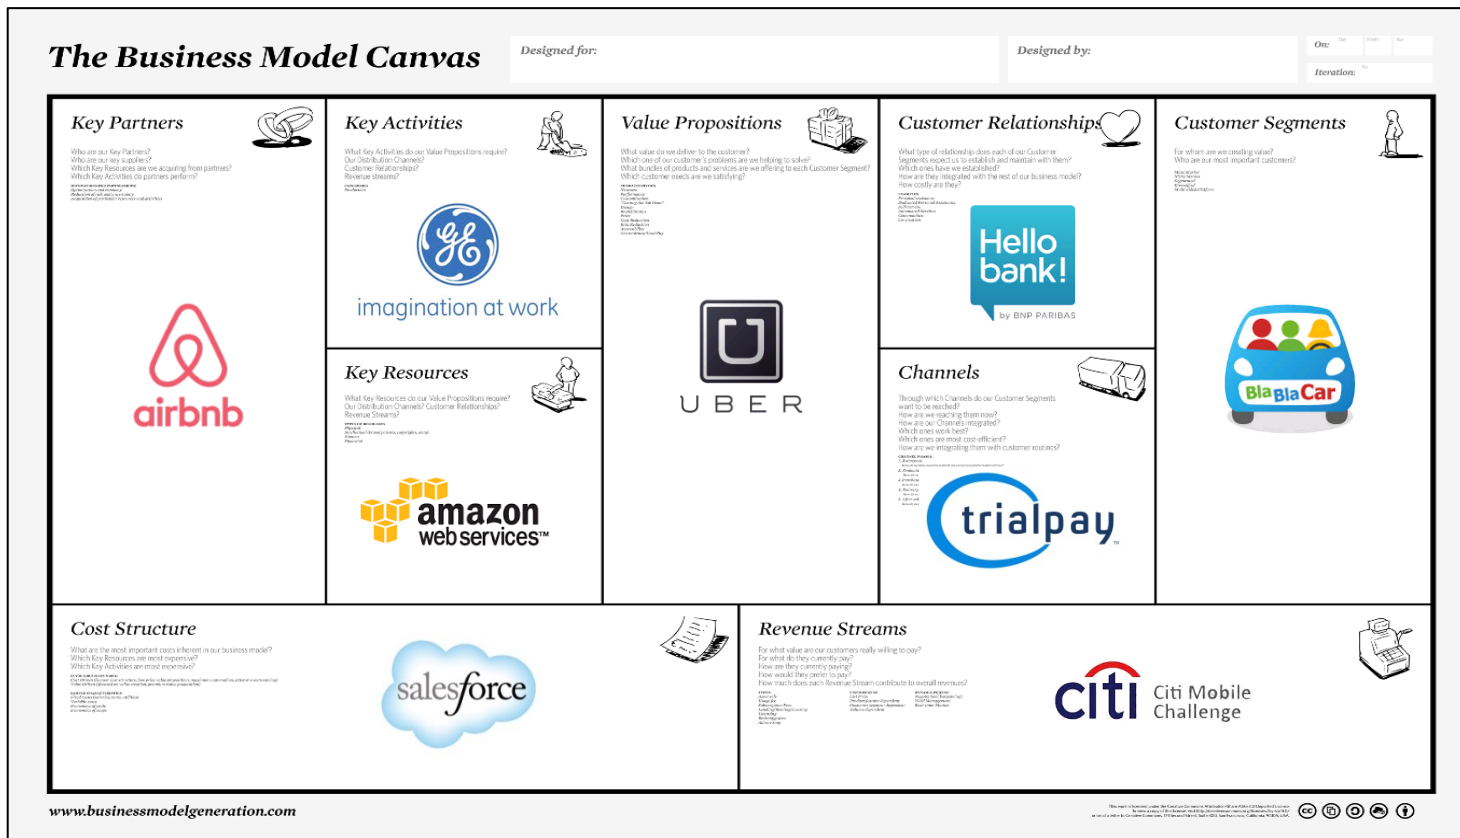 The Business Model Canvas
Designed for:
Designed by:
On:
Iteration:
Key Partners
Who are our Key Partners?
Who are our key suppliers?
Which Key Resources are we acquiring from partners?
Which Key Activities do partners perform?
airbnb
Key Activities
What Key Activities do our Value Propositions require?
Our Distribution Channels?
Customer Relationships?
Revenue streams?
GE
imagination at work
Key Resources
What Key Resources do our Value Propositions require?
Our Distribution Channels? Customer Relationships?
Revenue Streams?
amazon
web services™
Value Propositions
What value do we deliver to the customer?
Which one of our customer's problems are we helping to solve?
What bundles of products and services are we offering to each Customer Segment?
Which customer needs are we satisfying?
U
UBER
Customer Relationships
What type of relationship does each of our Customer
Segments expect us to establish and maintain with them?
Which ones have we established?
How are they integrated with the rest of our business model?
How costly are they?
Hello
bank!
by BNP PARIBAS
Channels
Through which Channels do our Customer Segments
want to be reached?
How are we reaching them now?
How are our Channels integrated?
Which ones work best?
Which ones are most cost-efficient?
How are we integrating them with customer routines?
trialpay™
Customer Segments
For whom are we creating value?
Who are our most important customers?
BlaBlaCar
Cost Structure
What are the most important costs inherent in our business model?
Which Key Resources are most expensive?
Which Key Activities are most expensive?
salesforce
Revenue Streams
For what value are our customers really willing to pay?
For what do they currently pay?
How are they currently paying?
How would they prefer to pay?
How much does each Revenue Stream contribute to overall revenues?
citi
Citi Mobile
Challenge
www.businessmodelgeneration.com